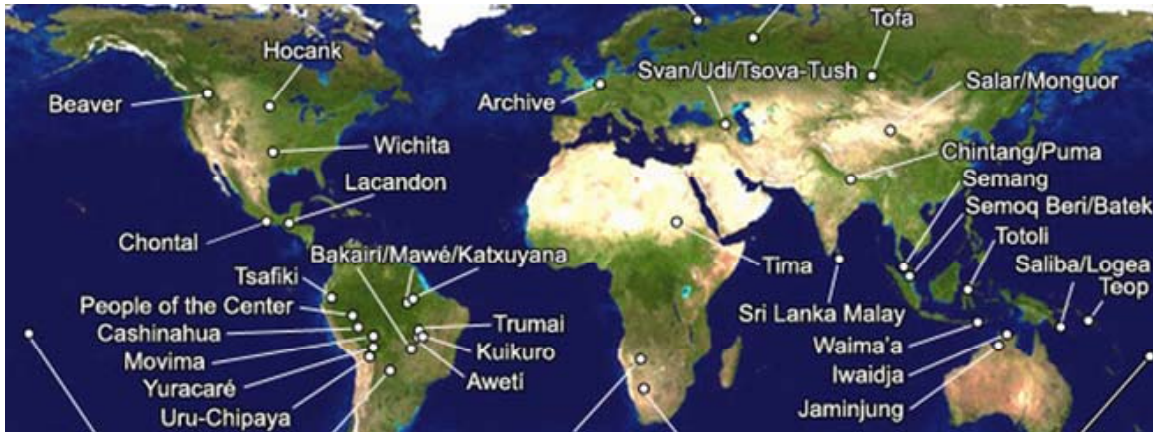 Tofa
Hocank
Svan/Udi/Tsova-Tush
Salar/Monguor
Beaver
Archive
Wichita
Chintang/Puma
Semang
Lacandon
Semoq Beri/Batek
Chontal
Totoli
Bakairí/Mawé/Katxuyana
Tima
Saliba/Logea
Tsafiki
Teop
People of the Center
Sri Lanka Malay
Cashinahua
Trumai
Waima'a
Movima
Kuikuro
Iwaidja
Yuracaré
Awetí
Uru-Chipaya
Jaminjung